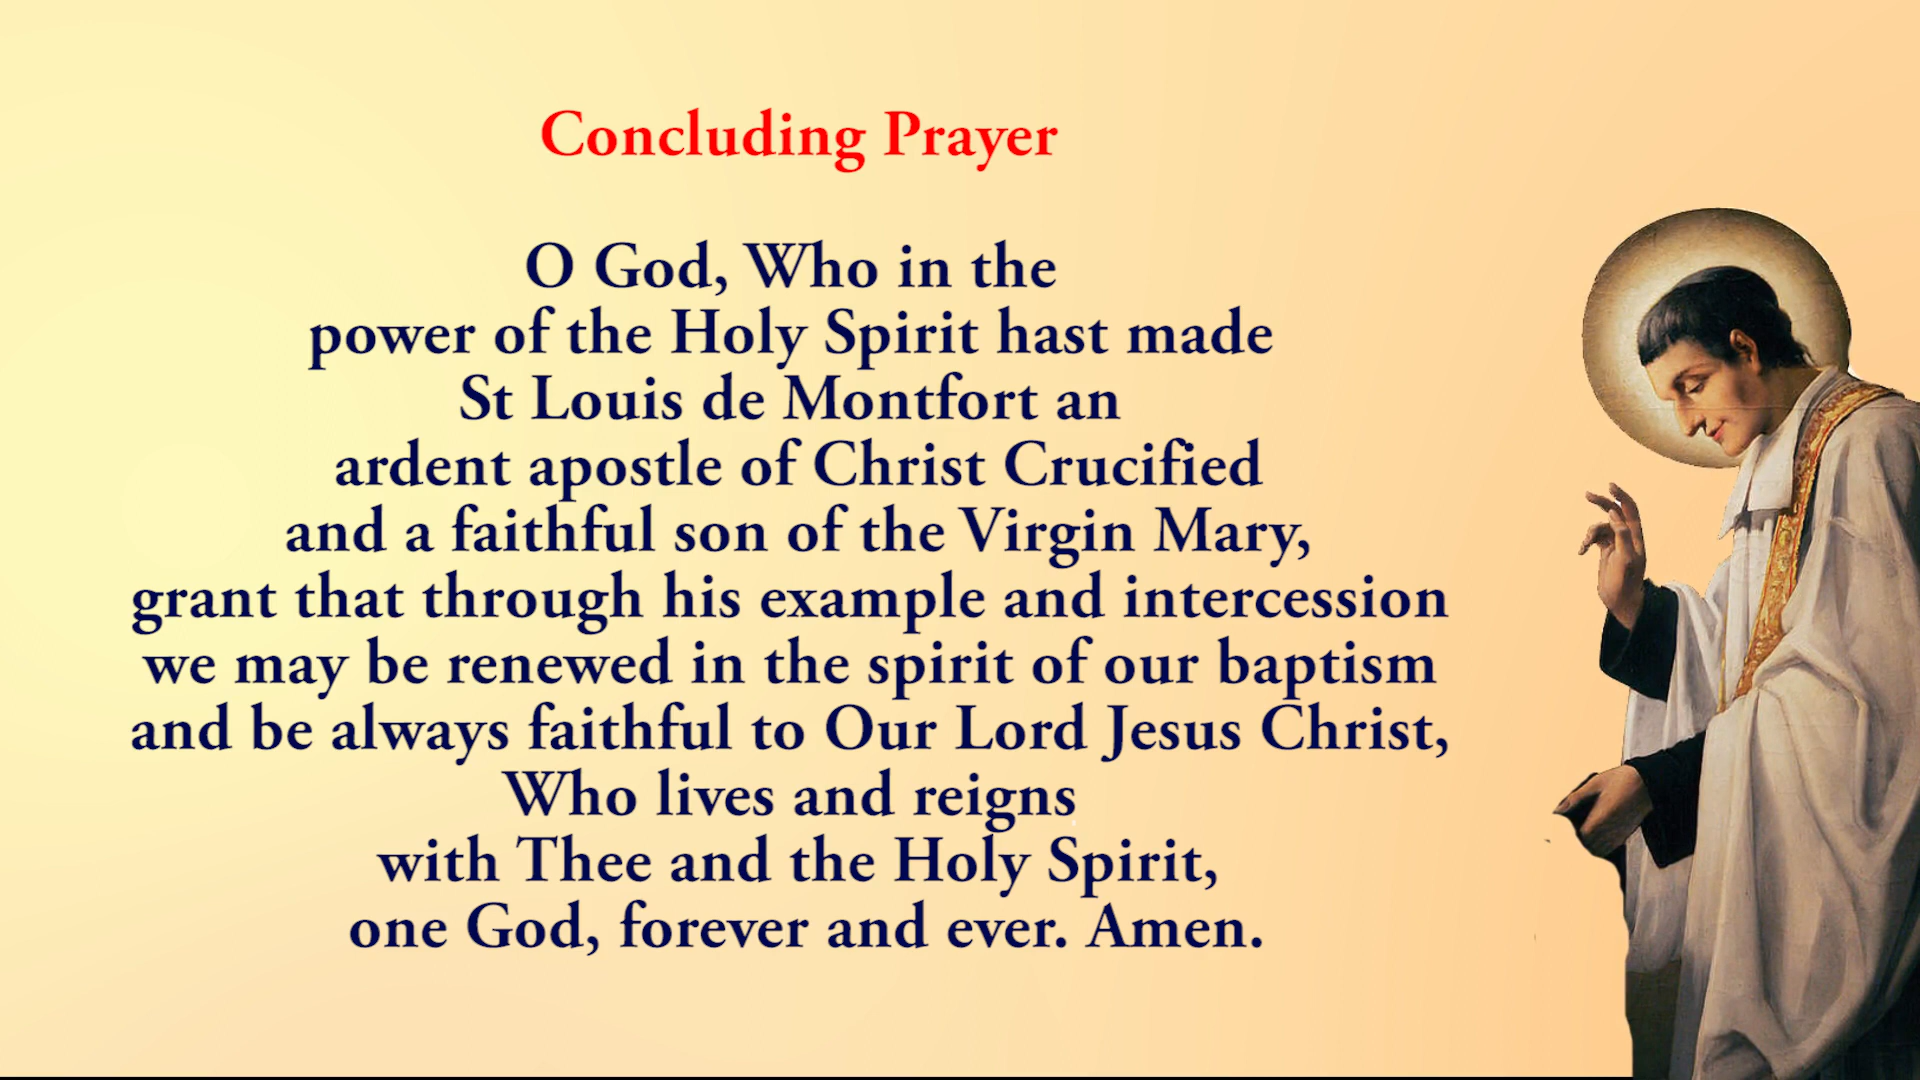 Concluding Prayer
O God, Who in the
power of the Holy Spirit hast made
St Louis de Montfort an
ardent apostle of Christ Crucified
and a faithful son of the Virgin Mary,
grant that through his example and intercession
we may be renewed in the spirit of our baptism
and be always faithful to Our Lord Jesus Christ,
Who lives and reigns
with Thee and the Holy Spirit,
one God, forever and ever. Amen.